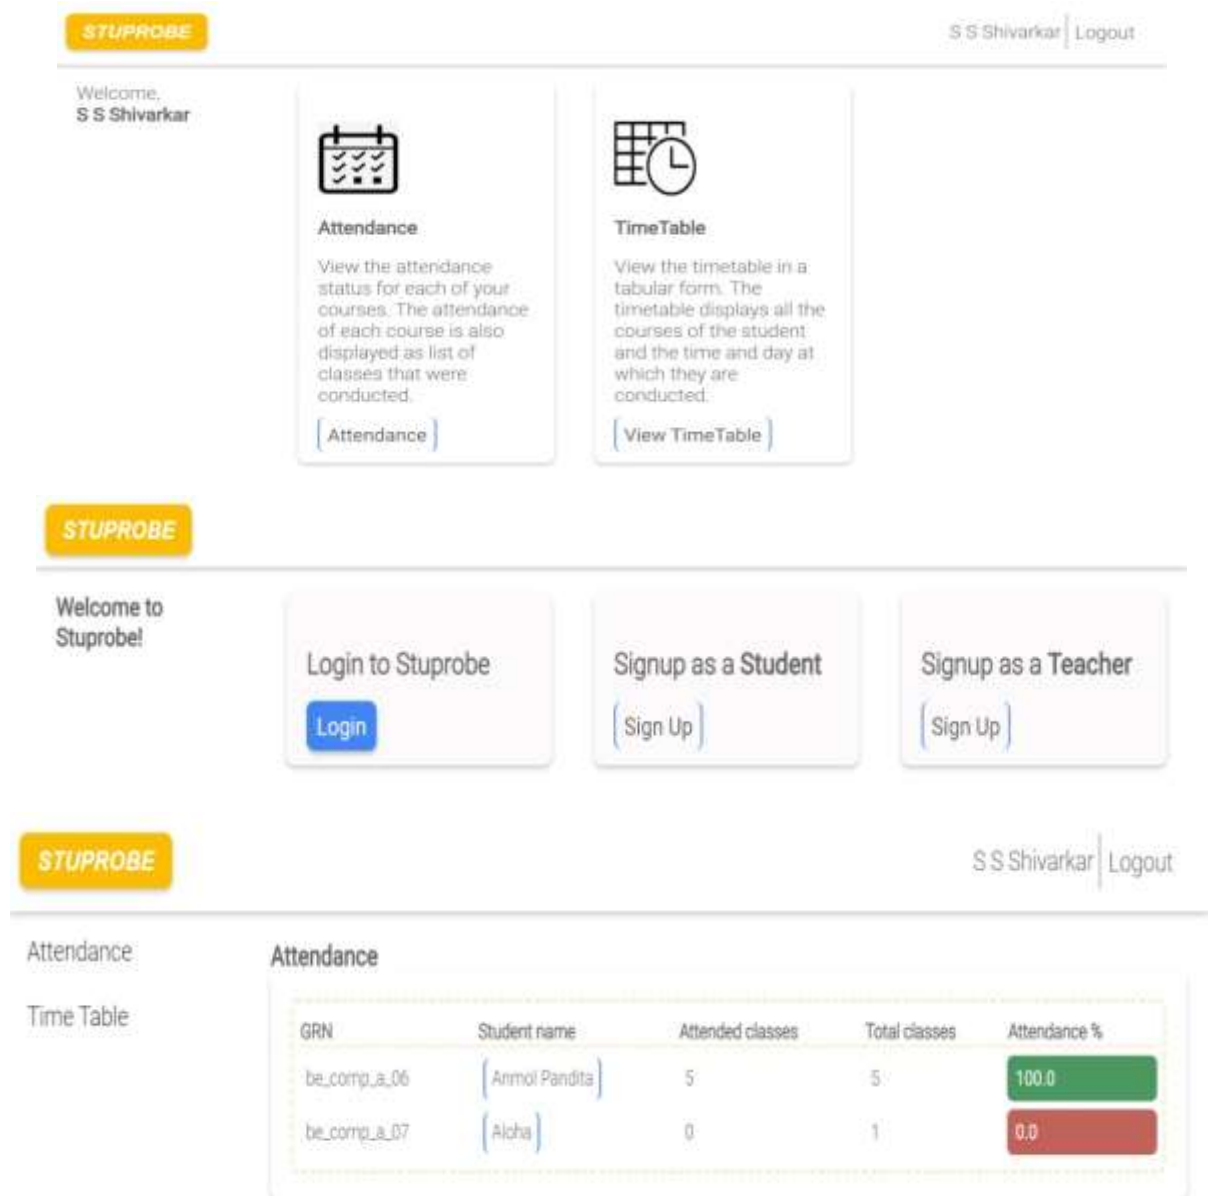 STUPROBE
S S Shivarkar Logout
Welcome,
S S Shivarkar
Attendance
View the attendance
status for each of your
courses. The attendance
of each course is also
displayed as list of
classes that were
conducted.
Attendance
TimeTable
View the timetable in a
tabular form. The
timetable displays all the
courses of the student
and the time and day at
which they are
conducted.
View TimeTable
STUPROBE
Welcome to
Stuprobe!
Login to Stuprobe
Login
Signup as a Student
Sign Up
Signup as a Teacher
Sign Up
STUPROBE
S S Shivarkar Logout
Attendance
Time Table
Attendance
GRN Student name Attended classes Total classes Attendance %
be_comp_a_06 Anmol Pandita 5 5 100.0
be_comp_a_07 Aloha 0 1 0.0